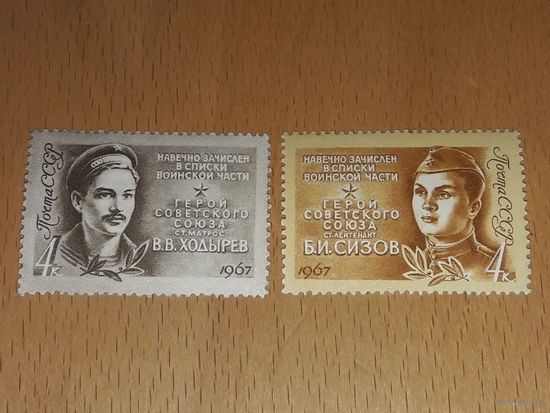 Почта СССР
НАВЕЧНО ЗАЧИСЛЕН
В СПИСКИ
ВОИНСКОЙ ЧАСТИ
ГЕРОЙ
СОВЕТСКОГО
СОЮЗА
СТ. МАТРОС
В.В. ХОДЫРЕВ
4к
1967
НАВЕЧНО ЗАЧИСЛЕН
В СПИСКИ
ВОИНСКОЙ ЧАСТИ
ГЕРОЙ
СОВЕТСКОГО
СОЮЗА
СТ. ЛЕЙТЕНАНТ
Б.И. СИЗОВ
1967
Почта СССР
4к